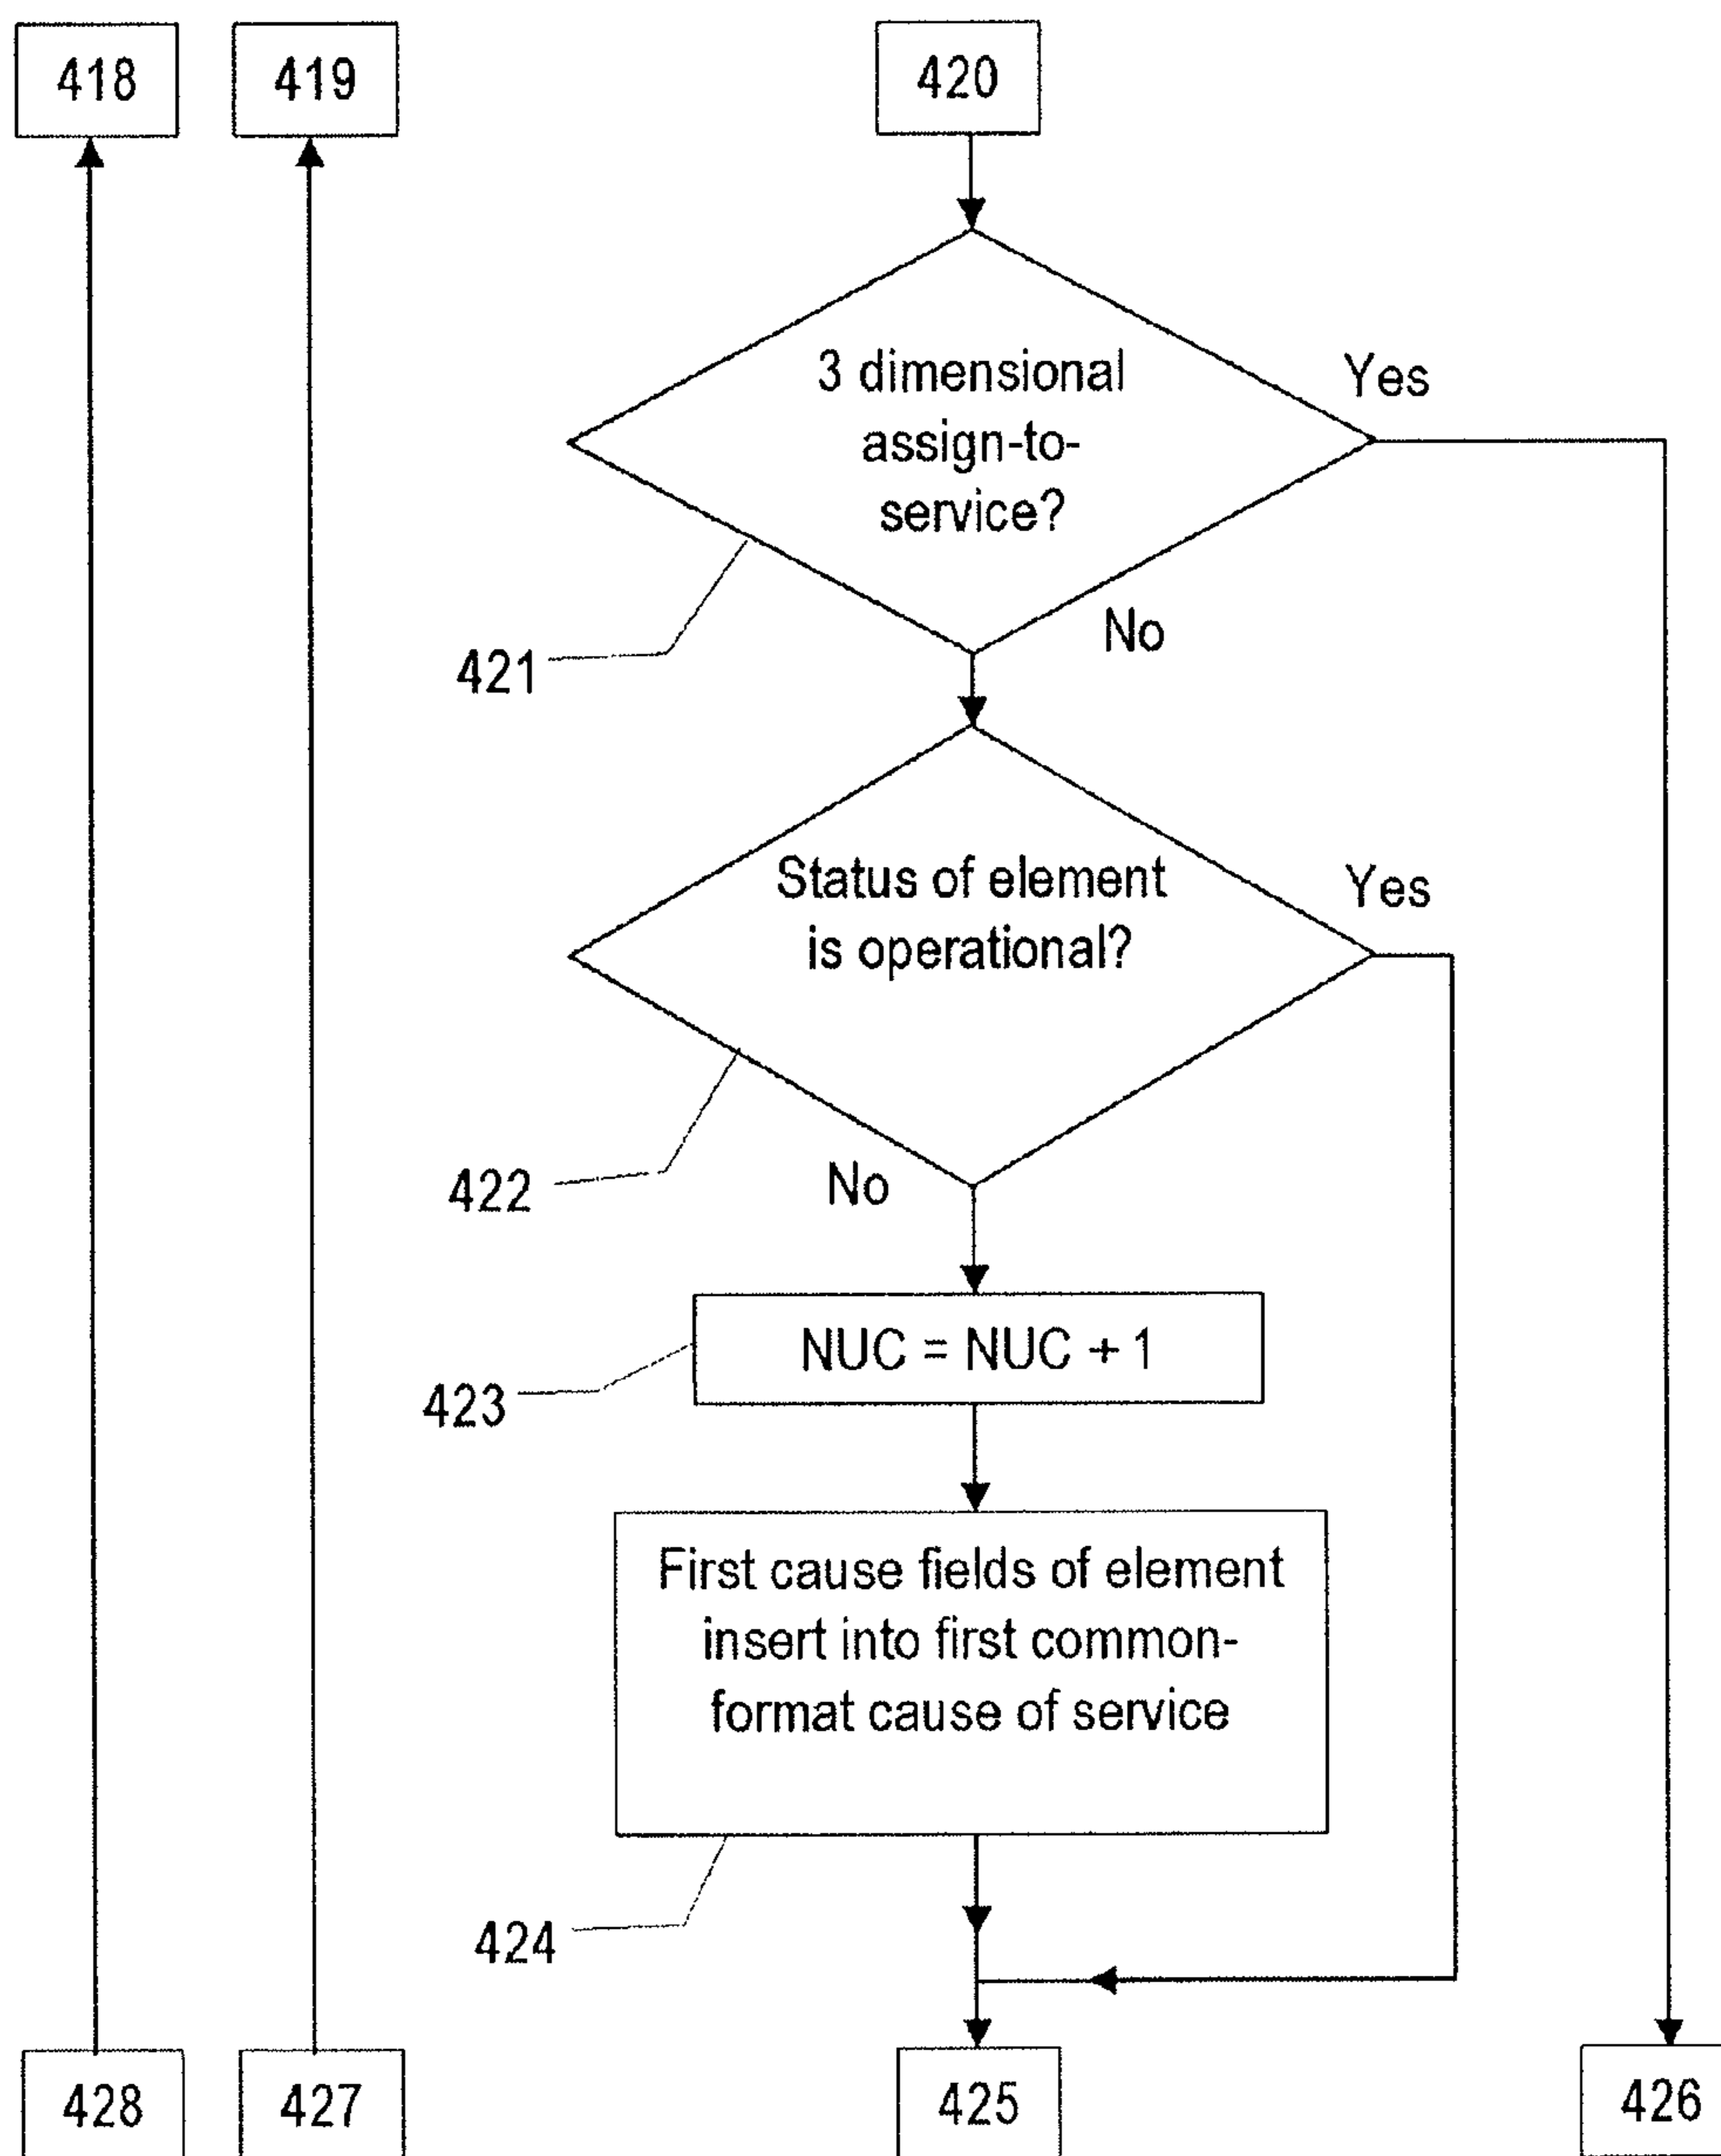 418
419
420
3 dimensional
assign-to-
service?
Yes
No
421
Status of element
is operational?
Yes
No
422
NUC = NUC + 1
423
First cause fields of element
insert into first common-
format cause of service
424
428
427
425
426